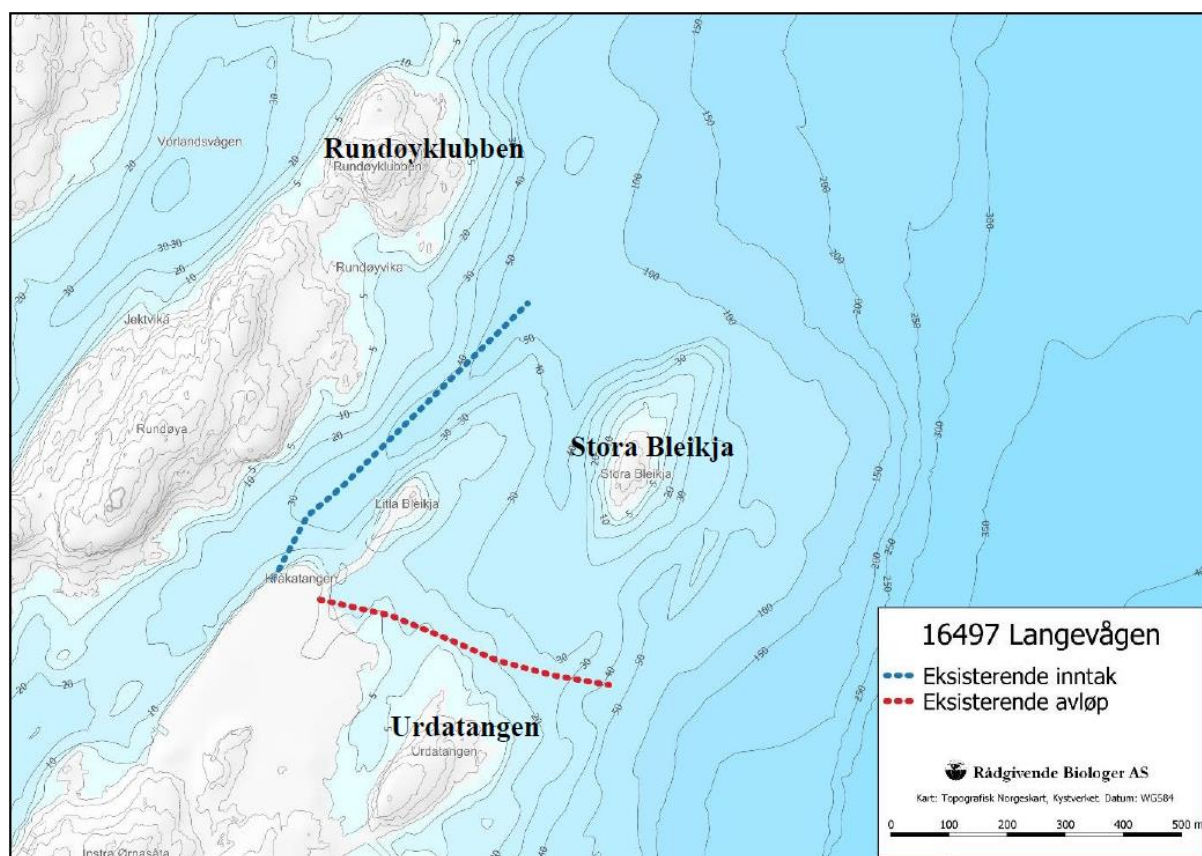 Vorlandsvågen
Rundøyklubben
Rundøyklubben
Rundøyvika
Jektvika
Rundøya
Stora Bleikja
Stora Bleikja
Litla Bleikja
Kråkatangen
Urdatangen
Urdatangen
Instra Ørnasåta
16497 Langevågen
Eksisterende inntak
Eksisterende avløp
Rådgivende Biologer AS
Kart: Topografisk Norgeskart, Kystverket. Datum: WGS84
0 100 200 300 400 500 m